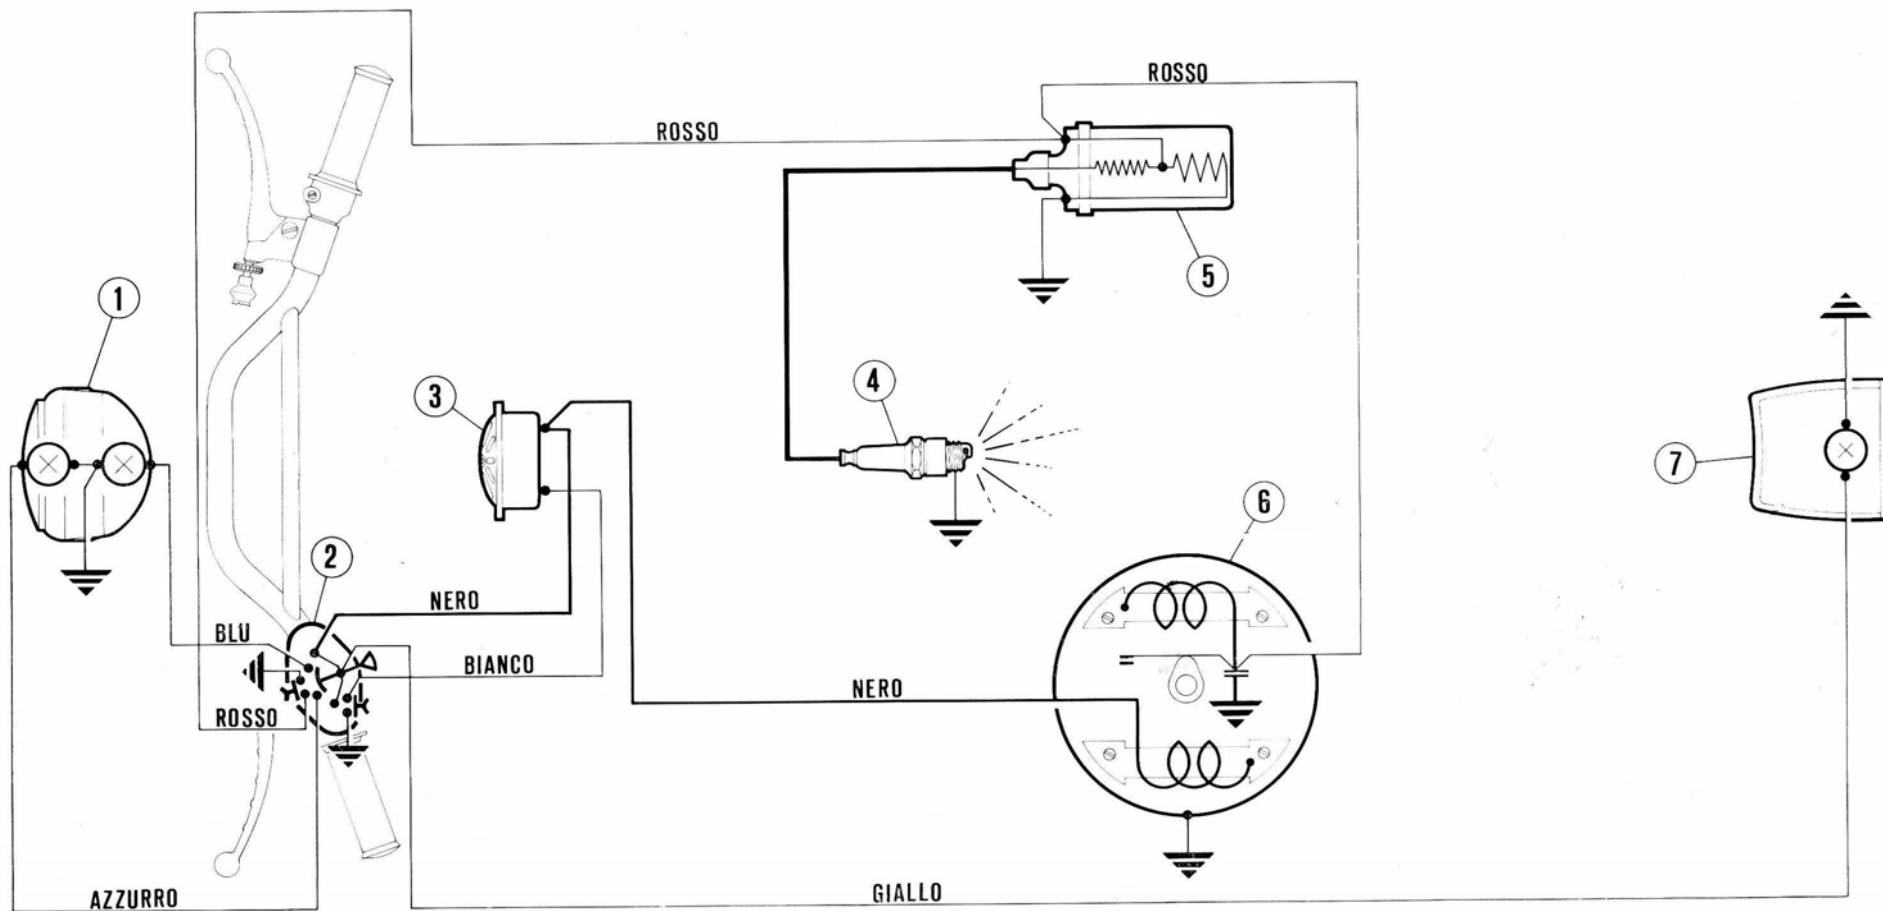 ROSSO
ROSSO
1
5
3
4
7
6
2
NERO
BLU
BIANCO
NERO
ROSSO
AZZURRO
GIALLO